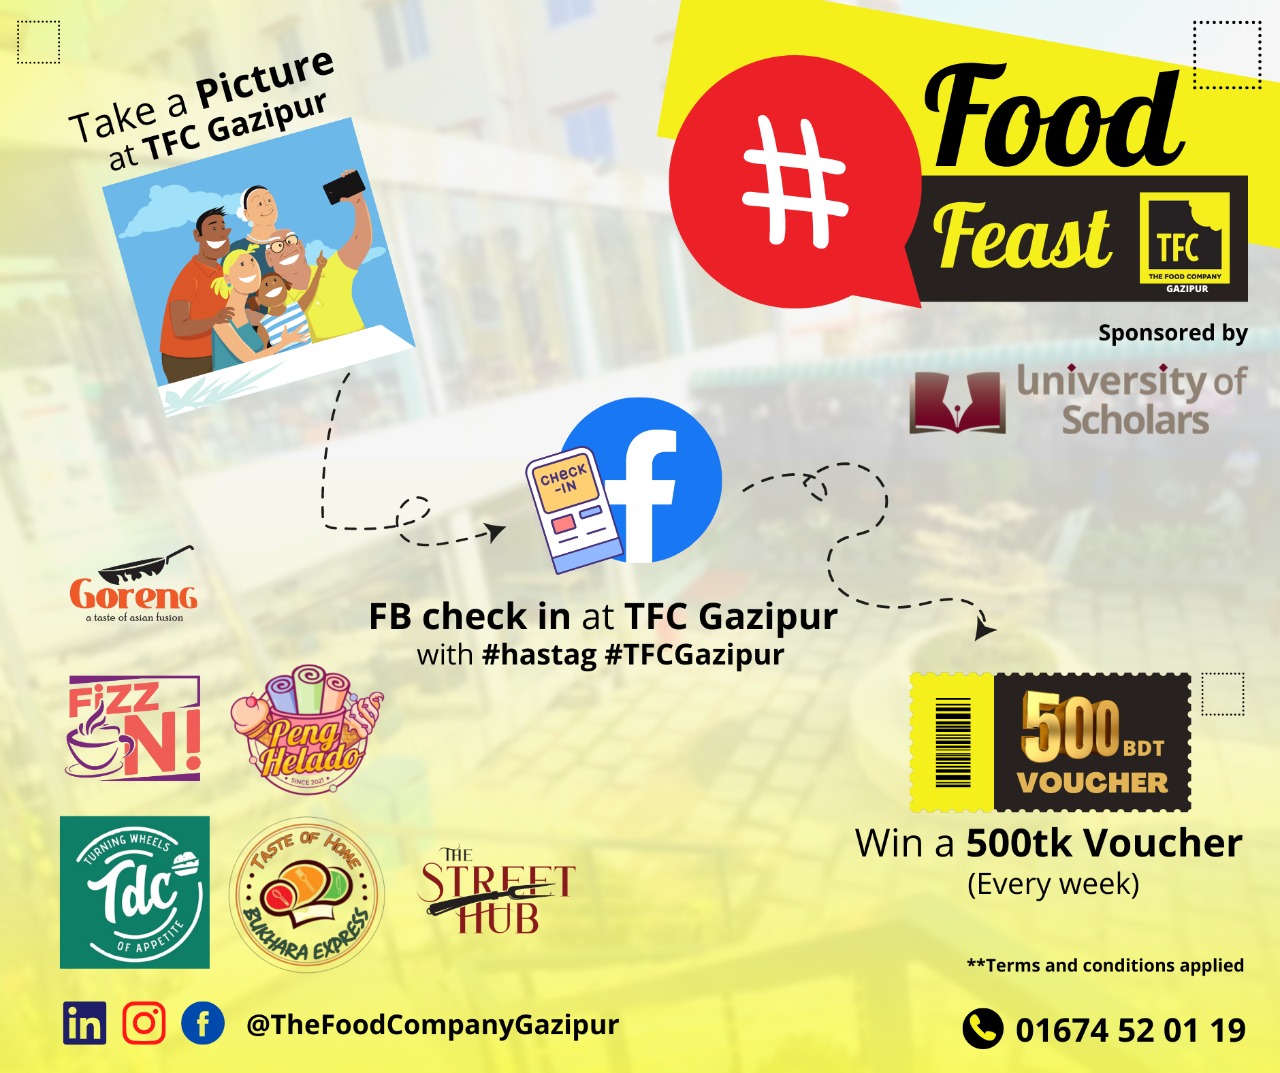 Take a Picture
at TFC Gazipur
#
Food
Feast
TFC
THE FOOD COMPANY
GAZIPUR
Sponsored by
university of
Scholars
CHECK
-IN
f
FB check in at TFC Gazipur
with #hastag #TFCGazipur
GORENG
a taste of asian fusion
FiZZ
N!
Peng
Helado
SINCE 2021
TURNING WHEELS
Tdc
OF APPETITE
TASTE OF HOME
BUKHARA EXPRESS
THE
STREET
HUB
500
BDT
VOUCHER
Win a 500tk Voucher
(Every week)
**Terms and conditions applied
in
f
@TheFoodCompanyGazipur
01674 52 01 19